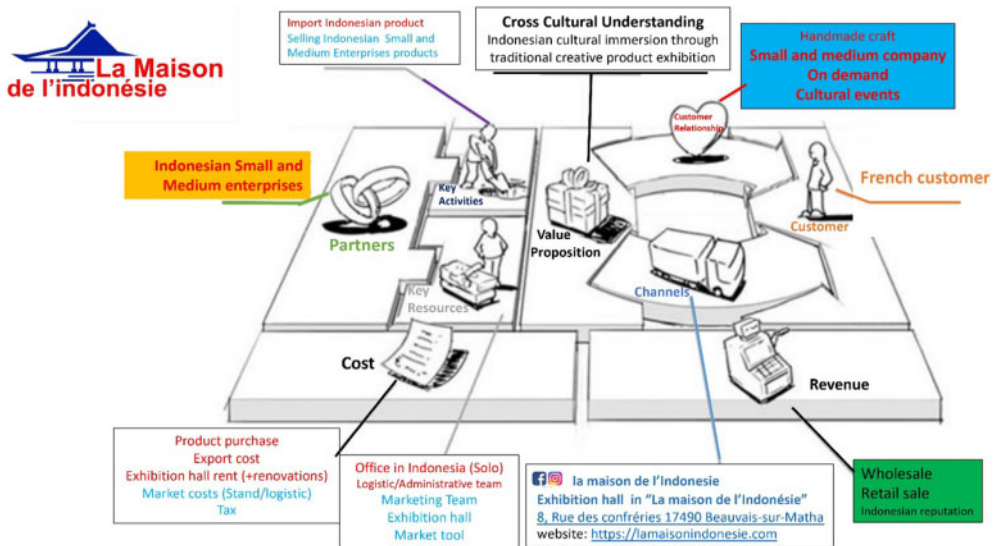 La Maison
de l'indonésie
Import Indonesian product
Selling Indonesian Small and
Medium Enterprises products
Cross Cultural Understanding
Indonesian cultural immersion through
traditional creative product exhibition
Handmade craft
Small and medium company
On demand
Cultural events
Customer
Relationship
Indonesian Small and
Medium enterprises
Key
Activities
French customer
Partners
Value
Proposition
Customer
Key
Resources
Channels
Cost
Revenue
Product purchase
Export cost
Exhibition hall rent (+renovations)
Market costs (Stand/logistic)
Tax
Office in Indonesia (Solo)
Logistic/Administrative team
Marketing Team
Exhibition hall
Market tool
la maison de l'Indonesie
Exhibition hall in "La maison de l'Indonésie"
8, Rue des confréries 17490 Beauvais-sur-Matha
website: https://lamaisonindonesie.com
Wholesale
Retail sale
Indonesian reputation